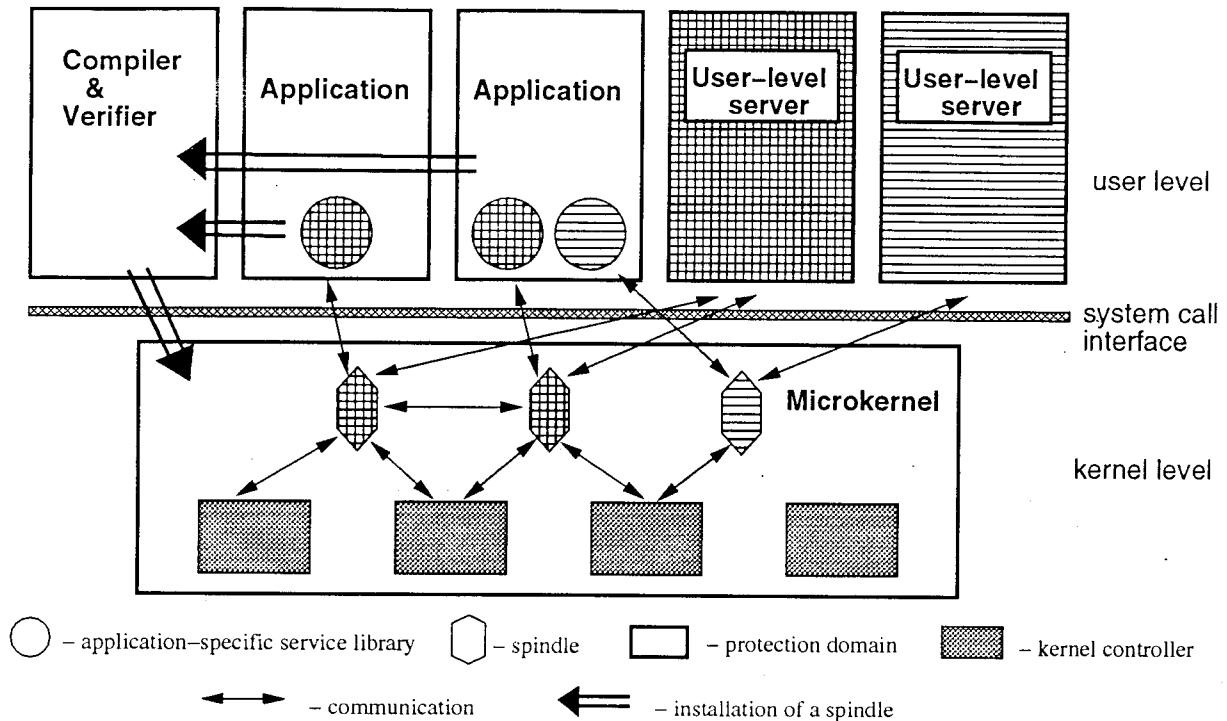 Compiler
&
Verifier
Application
Application
User–level
server
User–level
server
user level
system call
interface
Microkernel
kernel level
– application–specific service library
– spindle
– protection domain
– kernel controller
– communication
– installation of a spindle